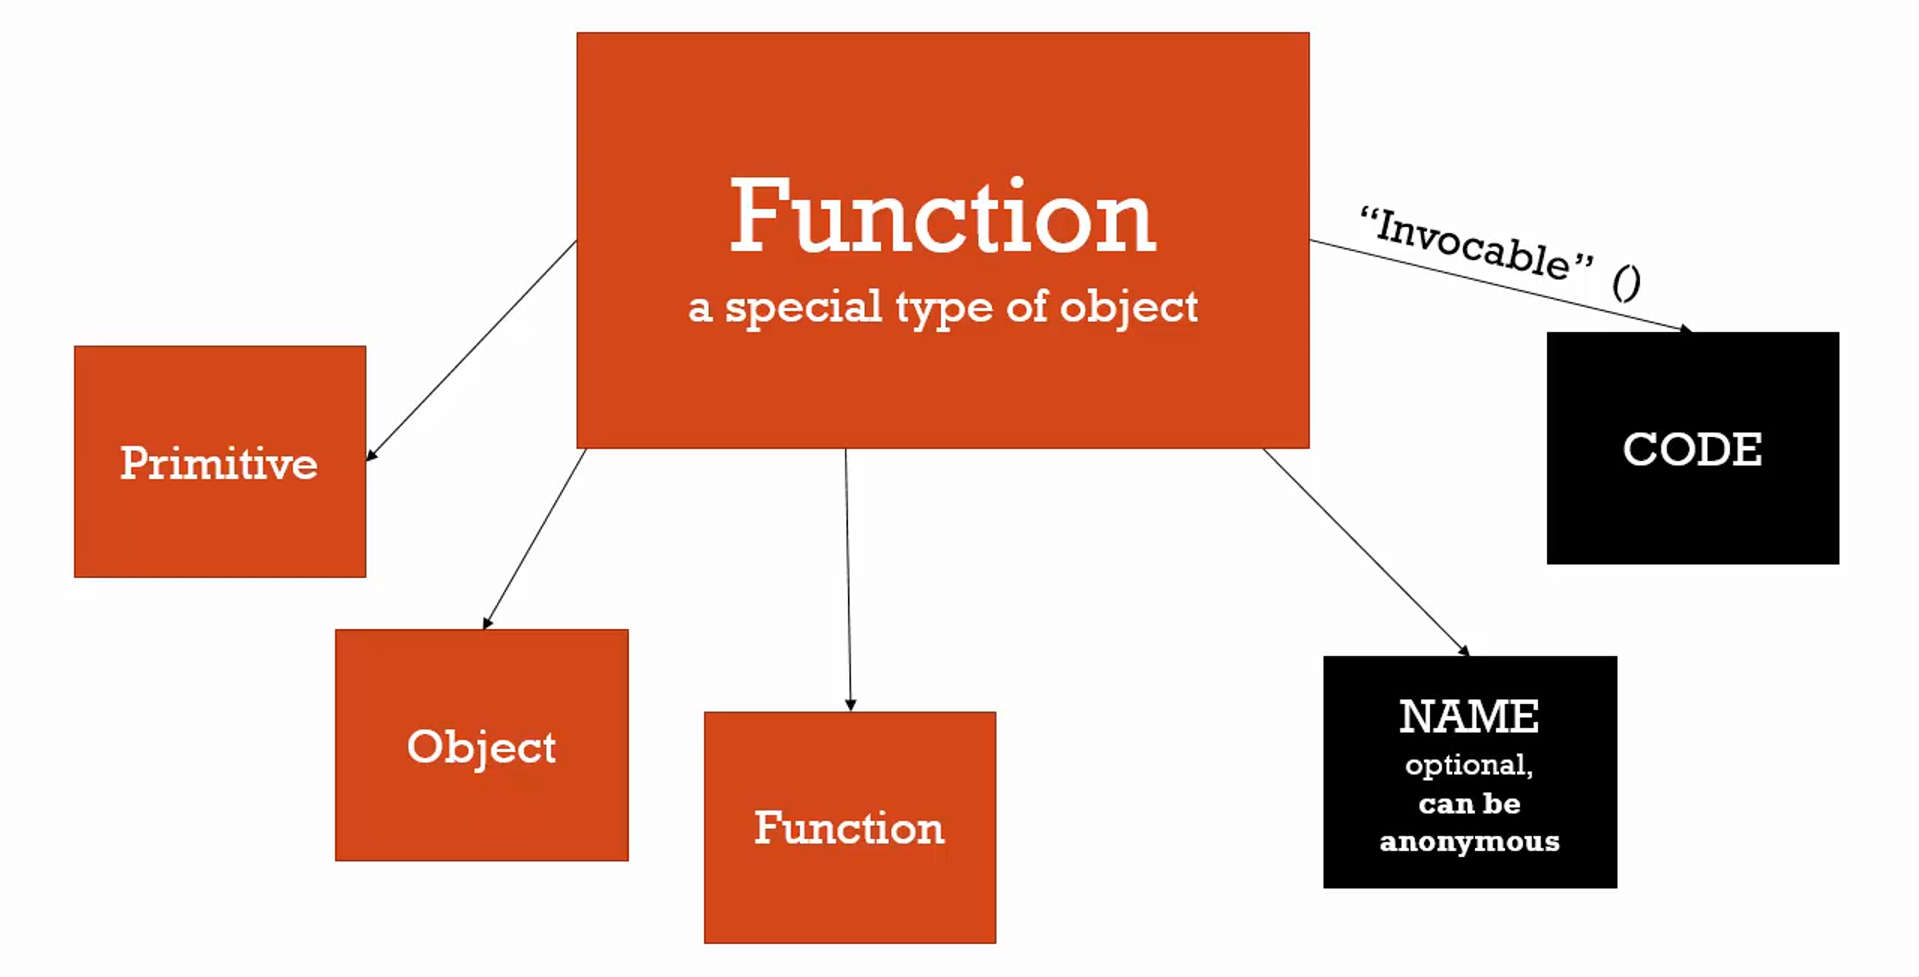 Function
a special type of object
“Invocable” ()
Primitive
CODE
Object
Function
NAME
optional,
can be
anonymous